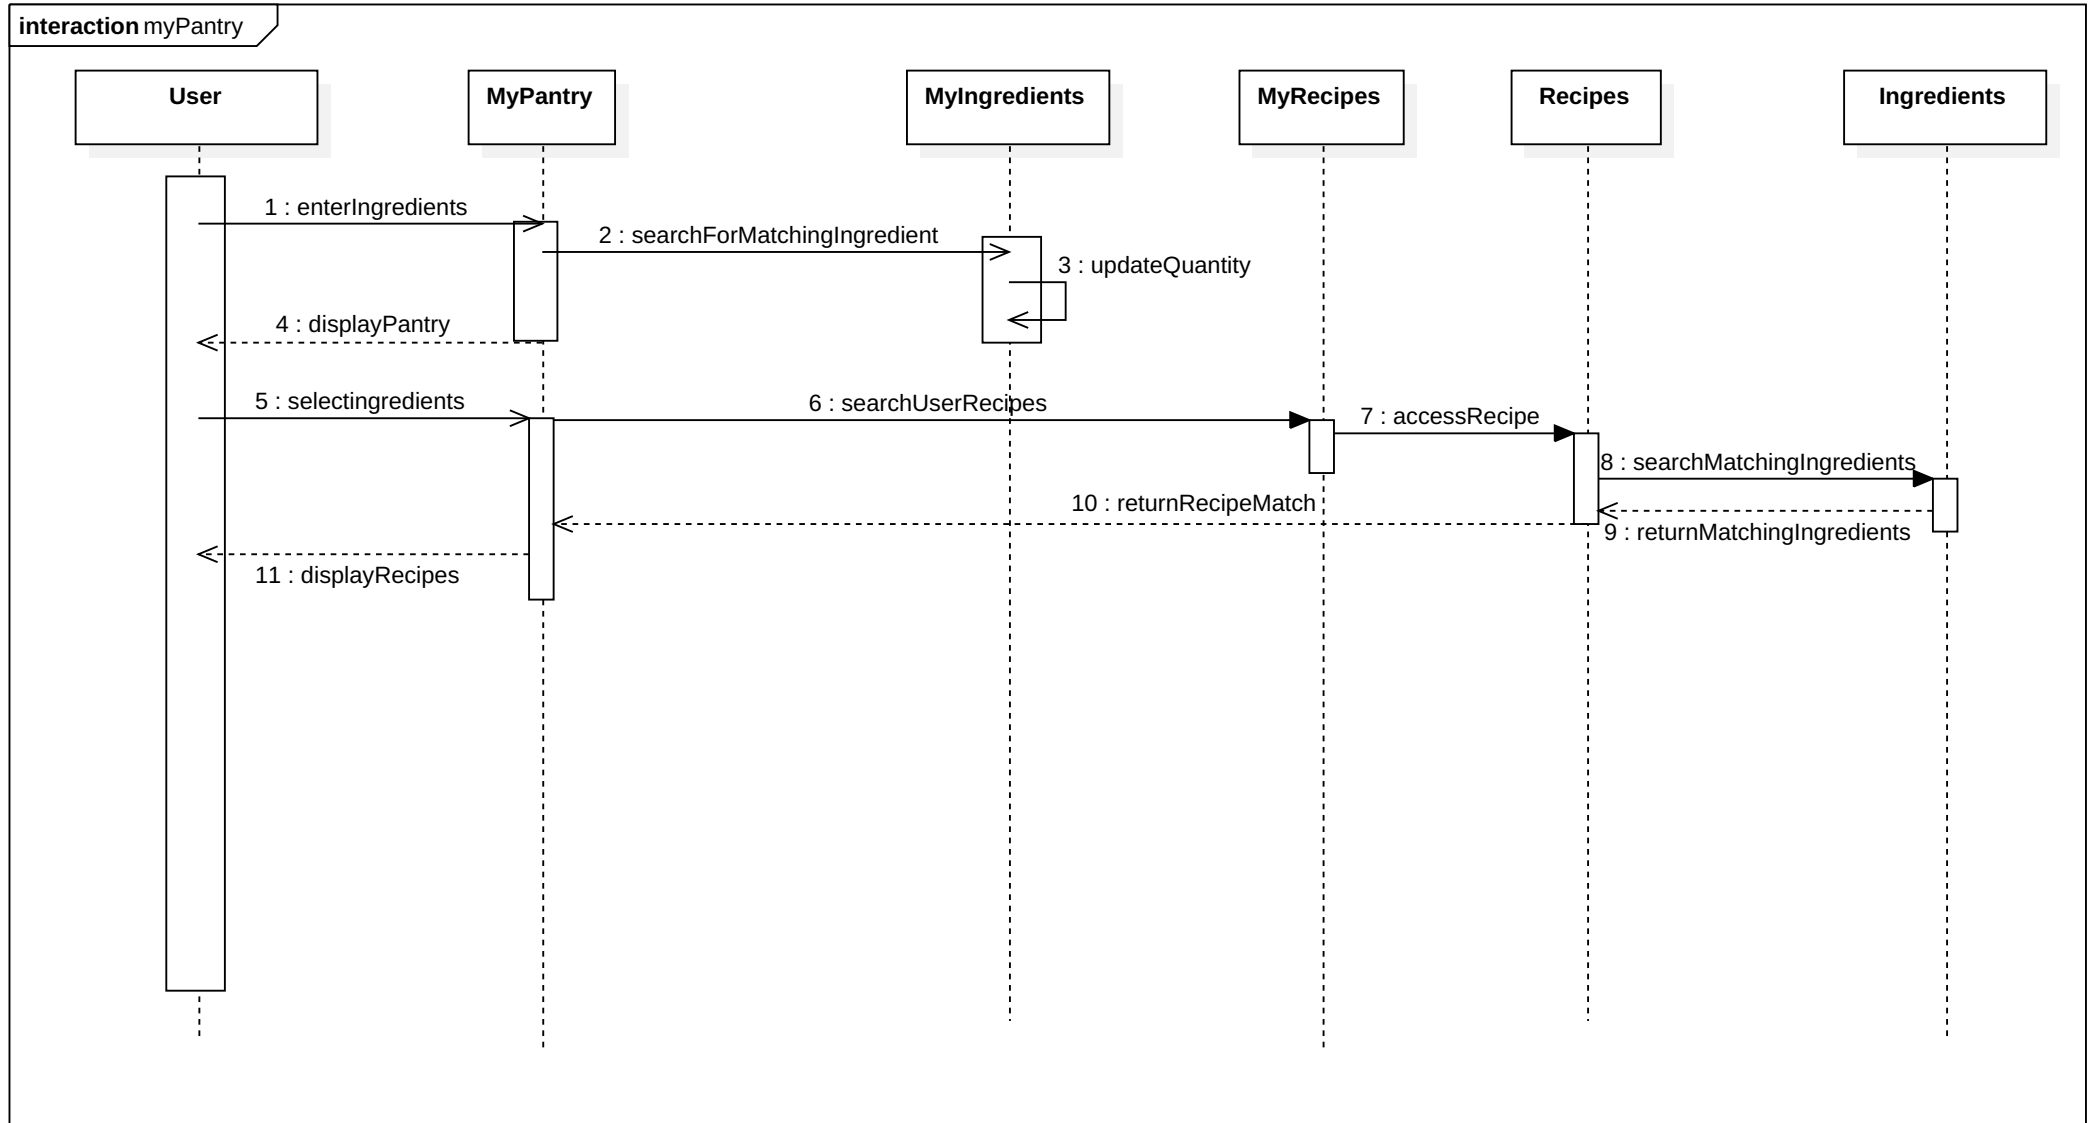 interaction myPantry
User
MyPantry
MyIngredients
MyRecipes
Recipes
Ingredients
1 : enterIngredients
2 : searchForMatchingIngredient
3 : updateQuantity
4 : displayPantry
5 : selectingredients
6 : searchUserRecipes
7 : accessRecipe
8 : searchMatchingIngredients
10 : returnRecipeMatch
9 : returnMatchingIngredients
11 : displayRecipes